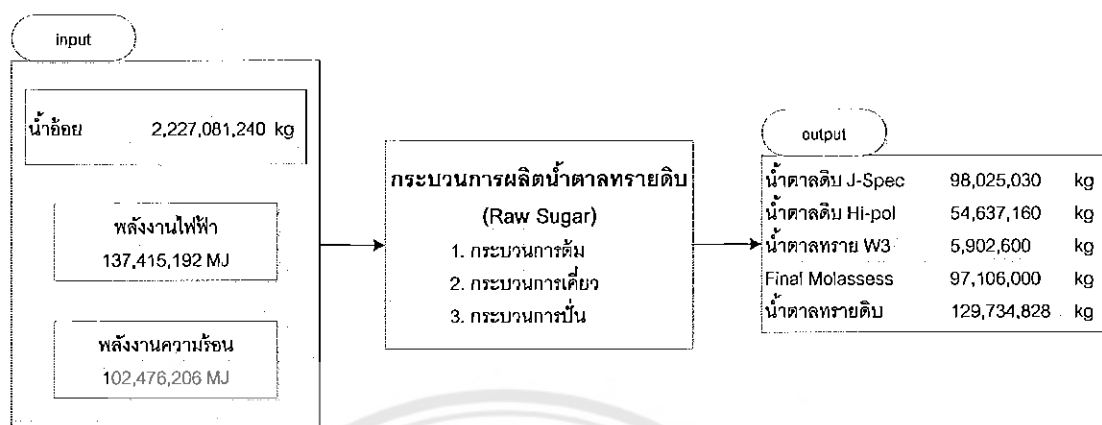 input
น้ำอ้อย 2,227,081,240 kg
พลังงานไฟฟ้า
137,415,192 MJ
พลังงานความร้อน
102,476,206 MJ
กระบวนการผลิตน้ำตาลทรายดิบ
(Raw Sugar)
1. กระบวนการต้ม
2. กระบวนการเคี่ยว
3. กระบวนการปั่น
output
น้ำตาลดิบ J-Spec 98,025,030 kg
น้ำตาลดิบ Hi-pol 54,637,160 kg
น้ำตาลทราย W3 5,902,600 kg
Final Molassess 97,106,000 kg
น้ำตาลทรายดิบ 129,734,828 kg